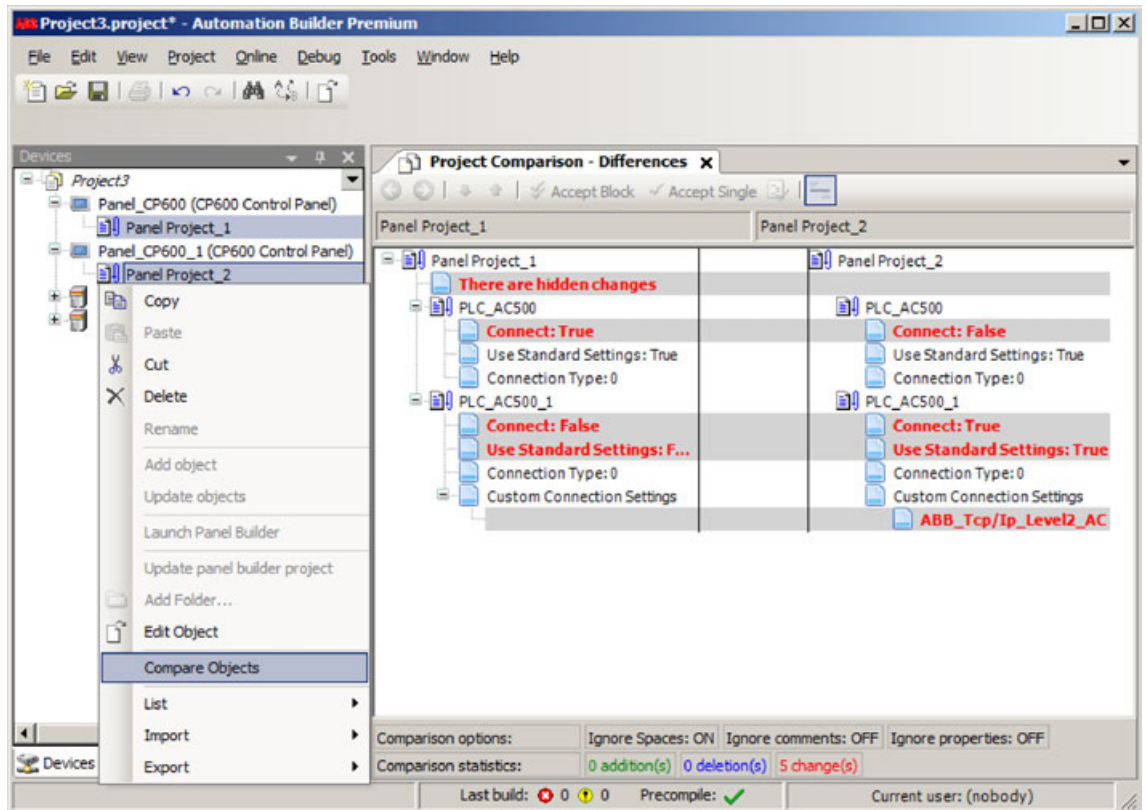 ABB Project3.project* - Automation Builder Premium
File Edit View Project Online Debug Tools Window Help
Devices
Project3
Panel_CP600 (CP600 Control Panel)
Panel Project_1
Panel_CP600_1 (CP600 Control Panel)
Panel Project_2
Copy
Paste
Cut
Delete
Rename
Add object
Update objects
Launch Panel Builder
Update panel builder project
Add Folder...
Edit Object
Compare Objects
List
Import
Export
Devices
Project Comparison - Differences
Accept Block Accept Single
Panel Project_1 Panel Project_2
Panel Project_1 Panel Project_2
There are hidden changes
PLC_AC500 PLC_AC500
Connect: True Connect: False
Use Standard Settings: True Use Standard Settings: True
Connection Type: 0 Connection Type: 0
PLC_AC500_1 PLC_AC500_1
Connect: False Connect: True
Use Standard Settings: F... Use Standard Settings: True
Connection Type: 0 Connection Type: 0
Custom Connection Settings Custom Connection Settings
ABB_Tcp/Ip_Level2_AC
Comparison options: Ignore Spaces: ON Ignore comments: OFF Ignore properties: OFF
Comparison statistics: 0 addition(s) 0 deletion(s) 5 change(s)
Last build: 0 0 Precompile: Current user: (nobody)